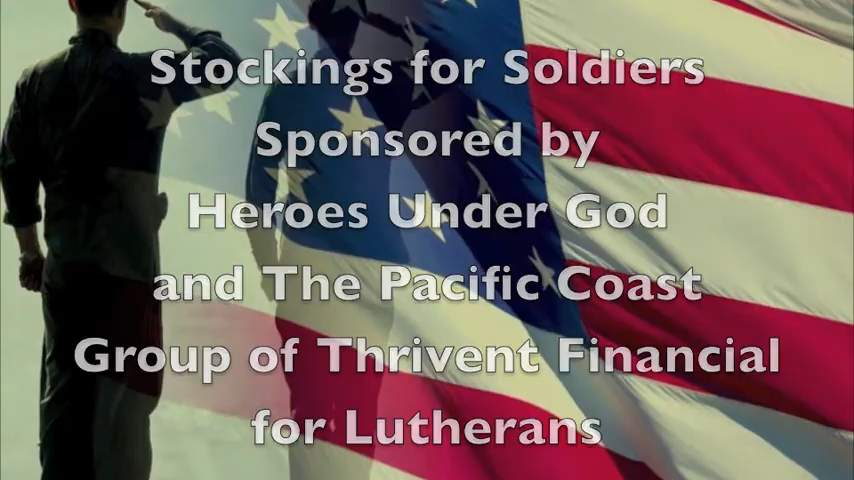 Stockings for Soldiers
Sponsored by
Heroes Under God
and The Pacific Coast
Group of Thrivent Financial
for Lutherans